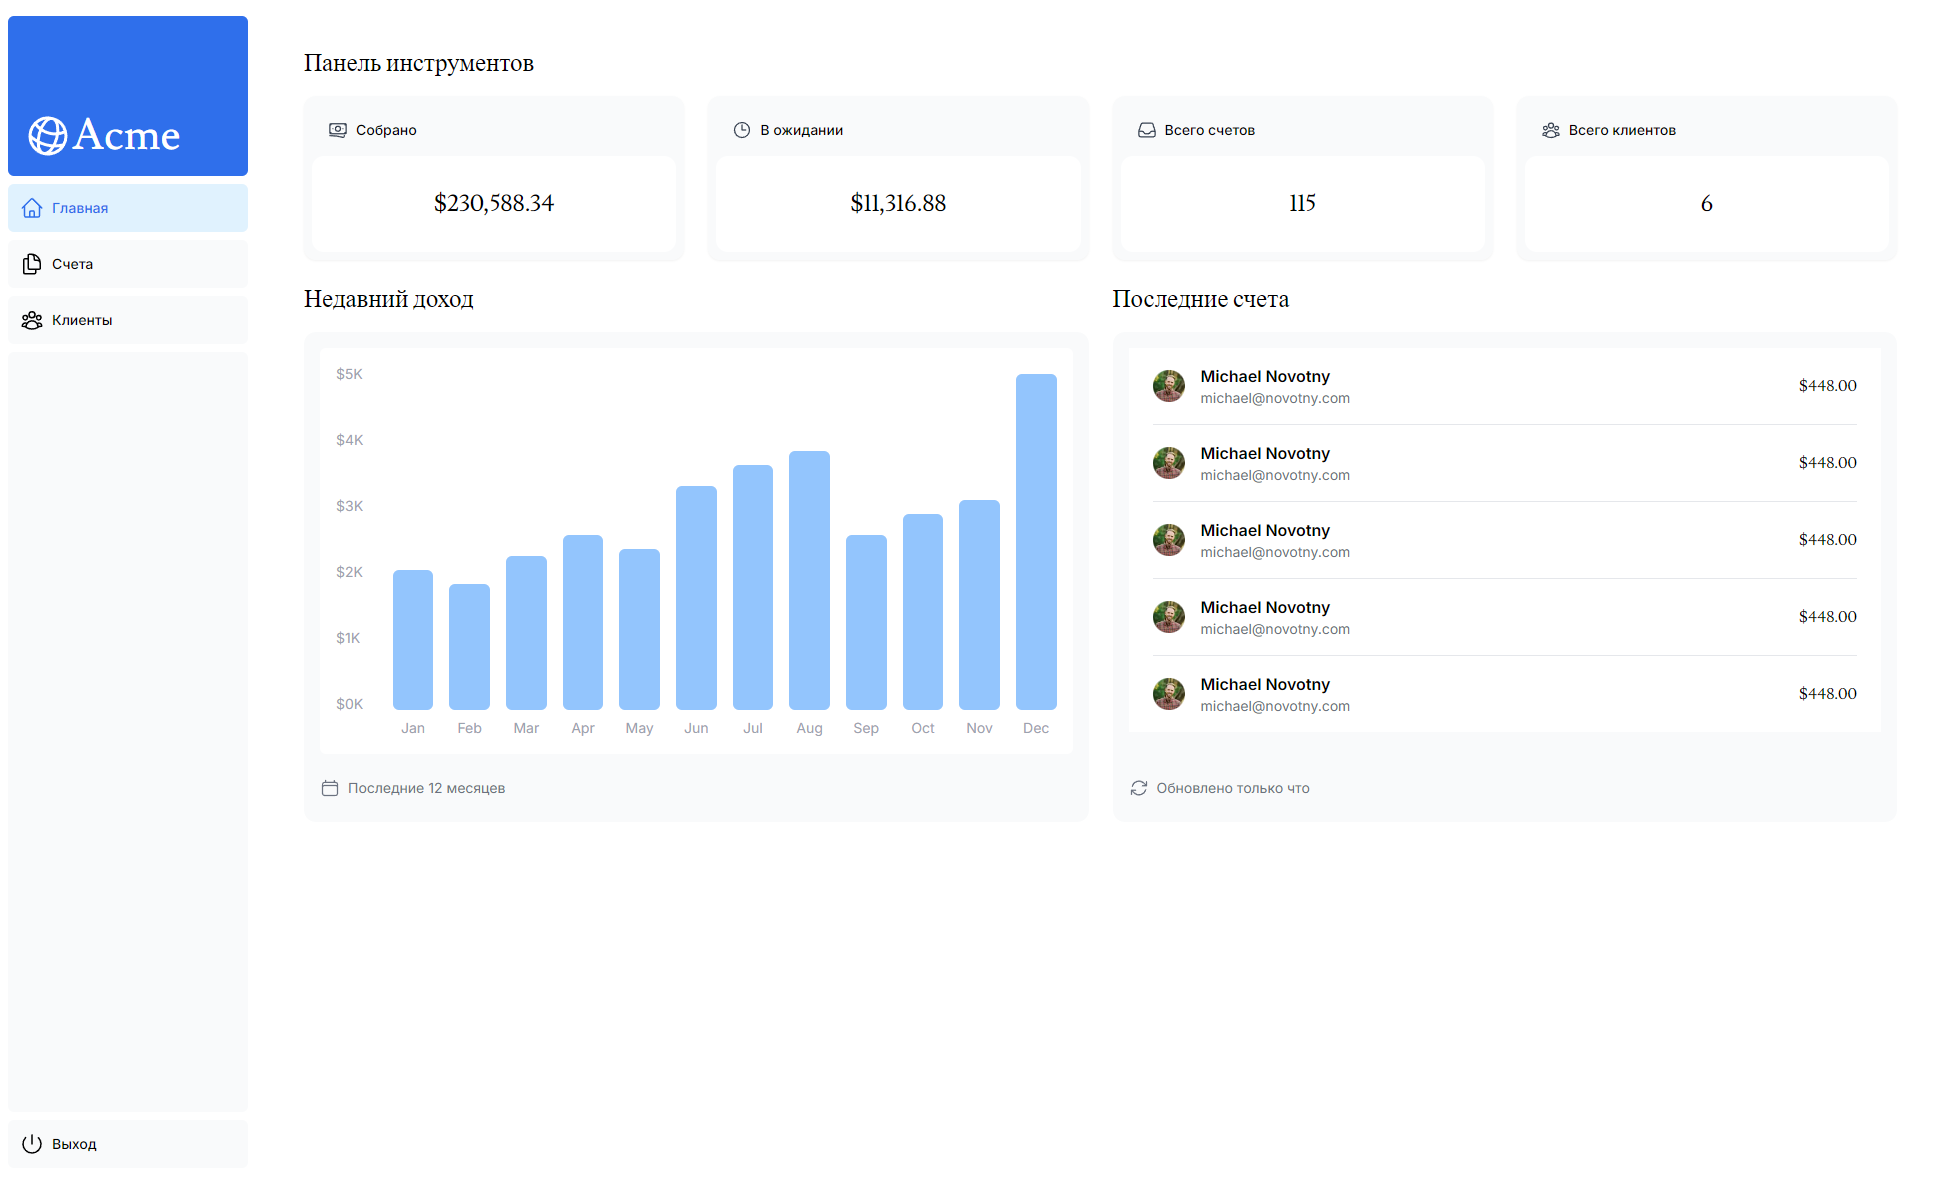 Acme
Главная
Счета
Клиенты
Выход
Панель инструментов
Собрано
$230,588.34
В ожидании
$11,316.88
Всего счетов
115
Всего клиентов
6
Недавний доход
$5K
$4K
$3K
$2K
$1K
$0K
Jan Feb Mar Apr May Jun Jul Aug Sep Oct Nov Dec
Последние 12 месяцев
Последние счета
Michael Novotny
michael@novotny.com
$448.00
Michael Novotny
michael@novotny.com
$448.00
Michael Novotny
michael@novotny.com
$448.00
Michael Novotny
michael@novotny.com
$448.00
Michael Novotny
michael@novotny.com
$448.00
Обновлено только что